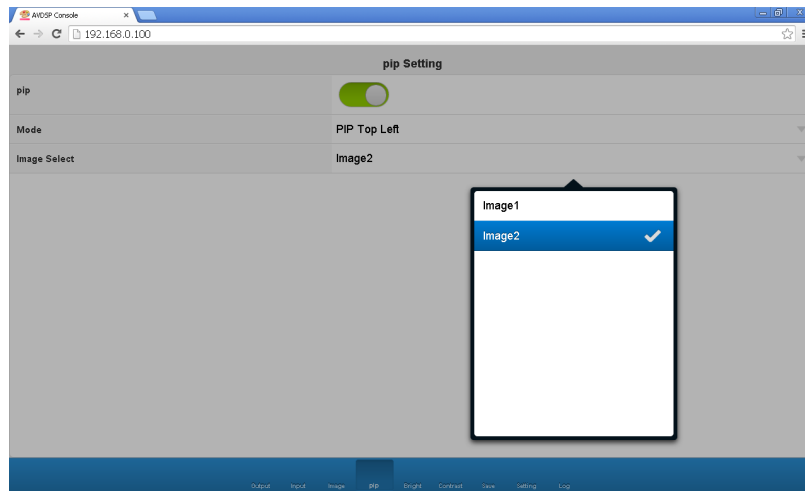 AVDSP Console
192.168.0.100
pip Setting
pip
Mode PIP Top Left
Image Select Image2
Image1
Image2
Output Input Image pip Bright Contrast Save Setting Log